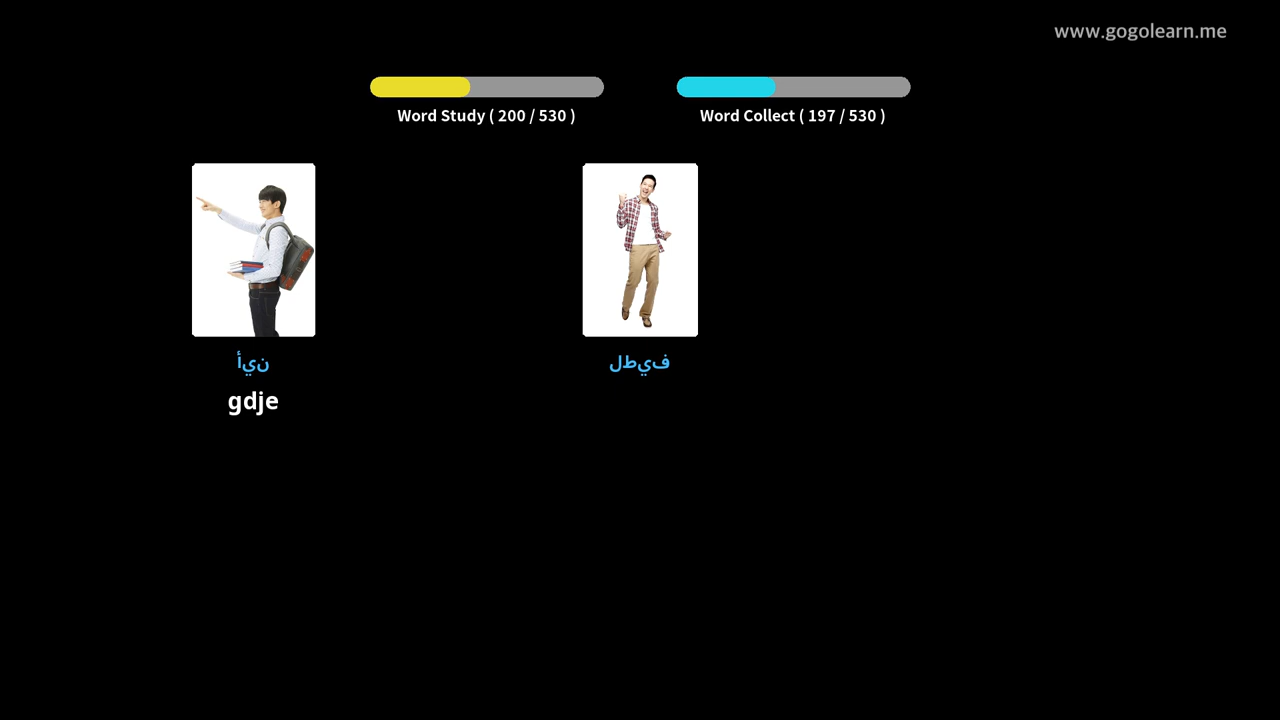 www.gogolearn.me
Word Study ( 200 / 530 )
Word Collect ( 197 / 530 )
أين
لطيف
gdje